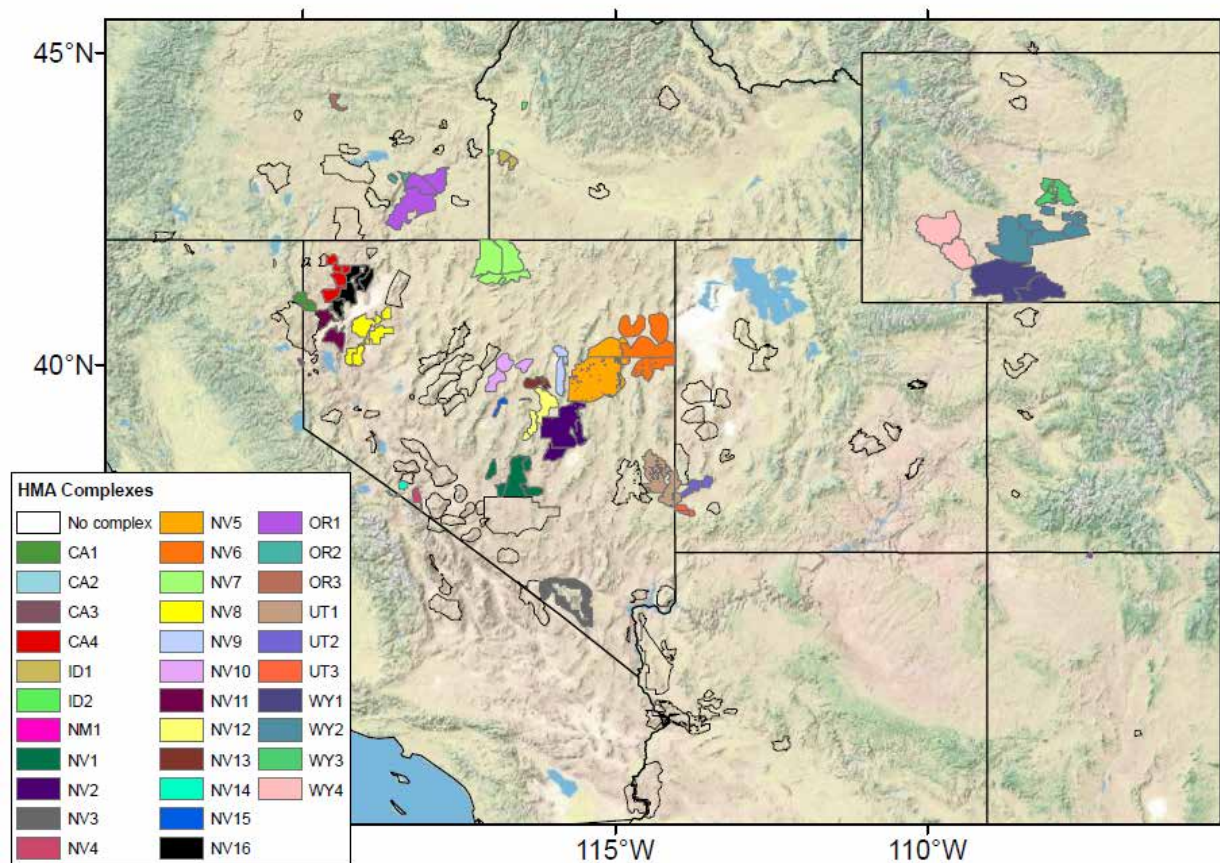 45°N
40°N
HMA Complexes
No complex
CA1
CA2
CA3
CA4
ID1
ID2
NM1
NV1
NV2
NV3
NV4
NV5
NV6
NV7
NV8
NV9
NV10
NV11
NV12
NV13
NV14
NV15
NV16
OR1
OR2
OR3
UT1
UT2
UT3
WY1
WY2
WY3
WY4
115°W
110°W